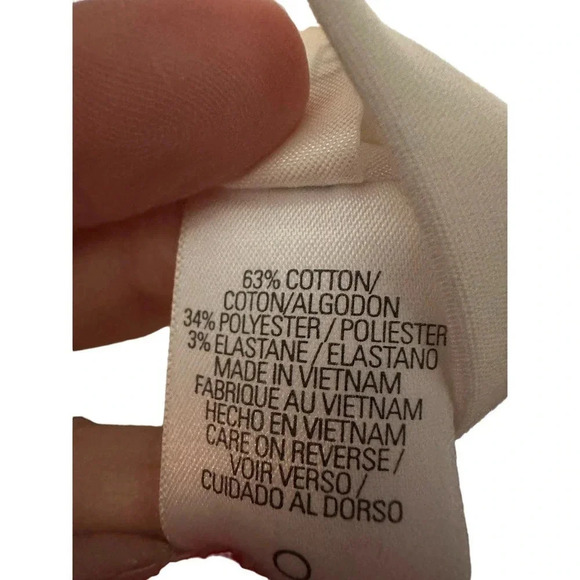 63% COTTON/
COTON/ALGODON
34% POLYESTER / POLIESTER
3% ELASTANE / ELASTANO
MADE IN VIETNAM
FABRIQUE AU VIETNAM
HECHO EN VIETNAM
CARE ON REVERSE /
VOIR VERSO /
CUIDADO AL DORSO